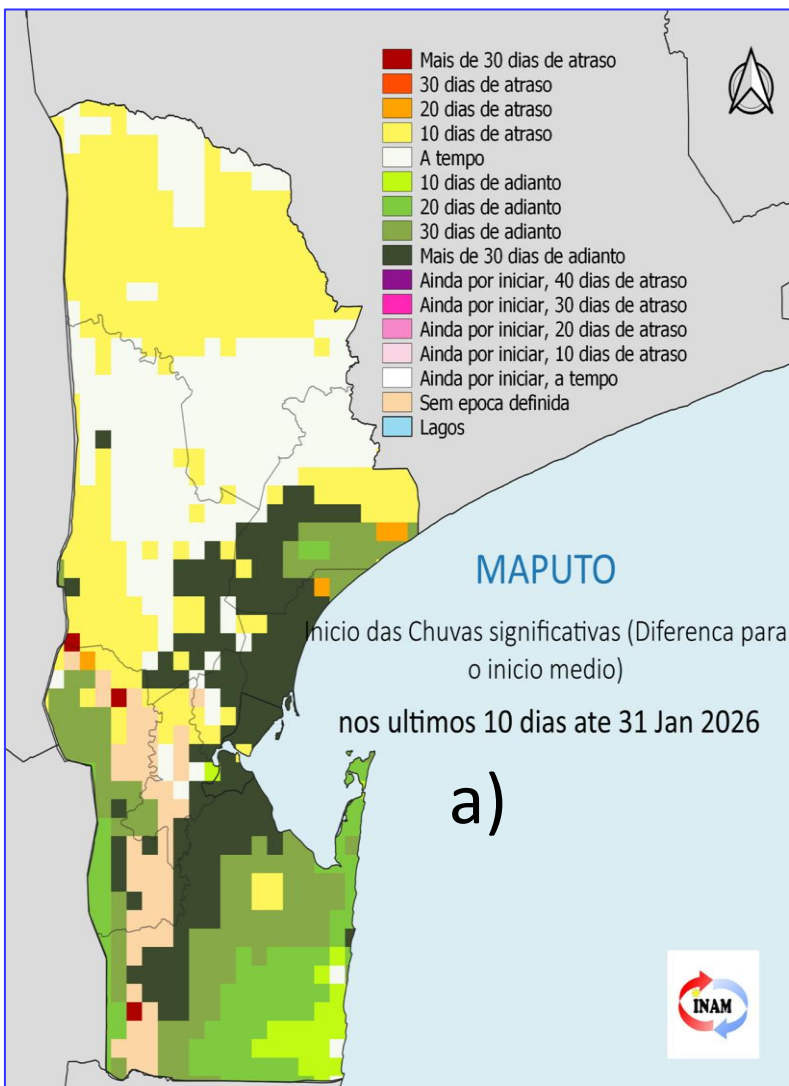 Mais de 30 dias de atraso
30 dias de atraso
20 dias de atraso
10 dias de atraso
A tempo
10 dias de adianto
20 dias de adianto
30 dias de adianto
Mais de 30 dias de adianto
Ainda por iniciar, 40 dias de atraso
Ainda por iniciar, 30 dias de atraso
Ainda por iniciar, 20 dias de atraso
Ainda por iniciar, 10 dias de atraso
Ainda por iniciar, a tempo
Sem epoca definida
Lagos
MAPUTO
Inicio das Chuvas significativas (Diferenca para
o inicio medio)
nos ultimos 10 dias ate 31 Jan 2026
a)
INAM